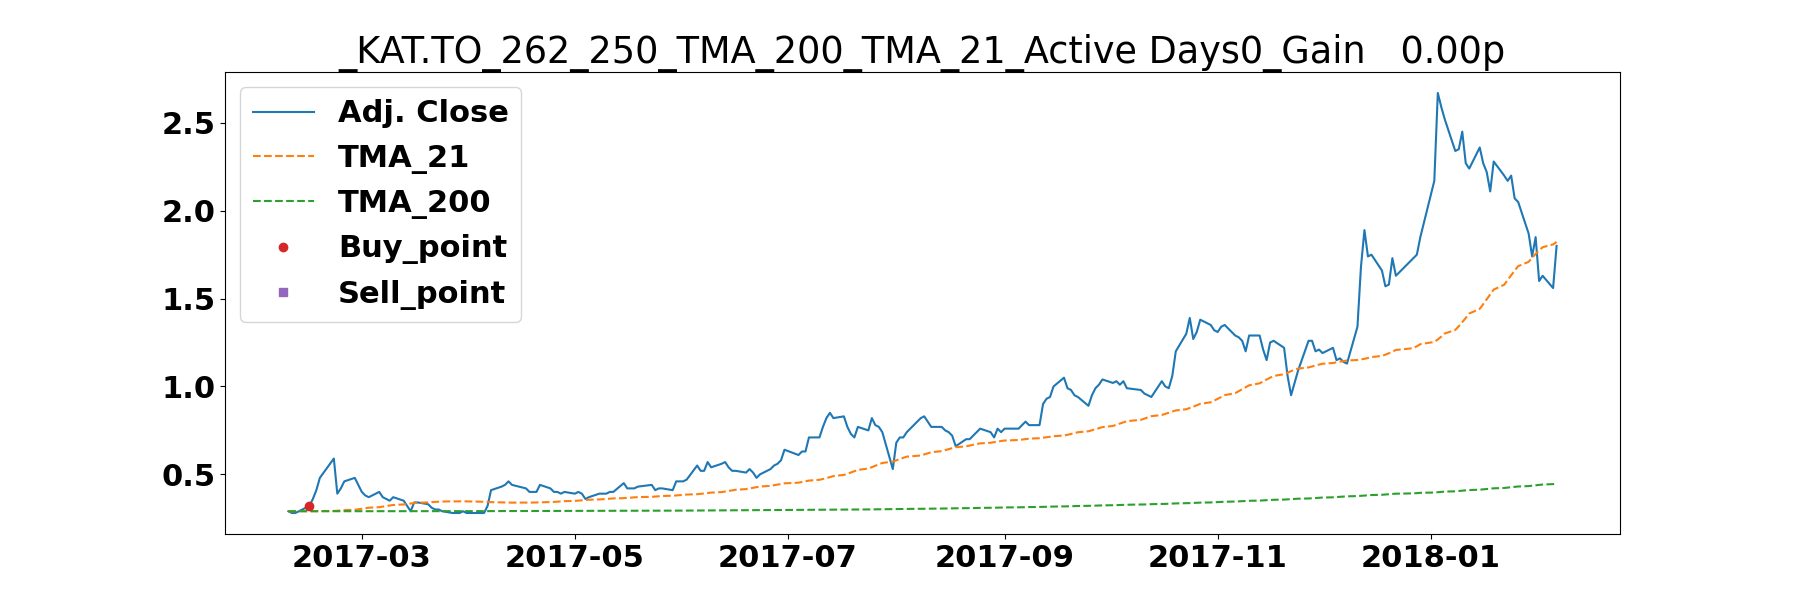 _KAT.TO_262_250_TMA_200_TMA_21_Active Days0_Gain   0.00p
Adj. Close
TMA_21
TMA_200
Buy_point
Sell_point
2.5
2.0
1.5
1.0
0.5
2017-03 2017-05 2017-07 2017-09 2017-11 2018-01